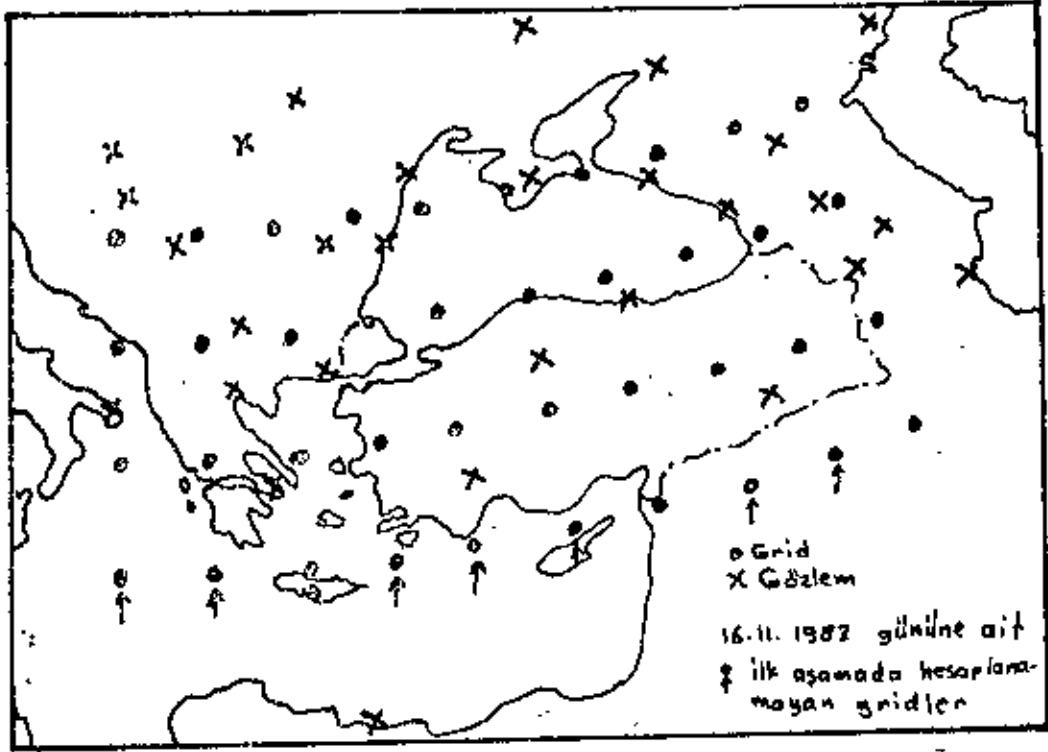 o Grid
x Gözlem
16.11.1982 gününe ait
ilk aşamada hesaplana-
mayan gridler